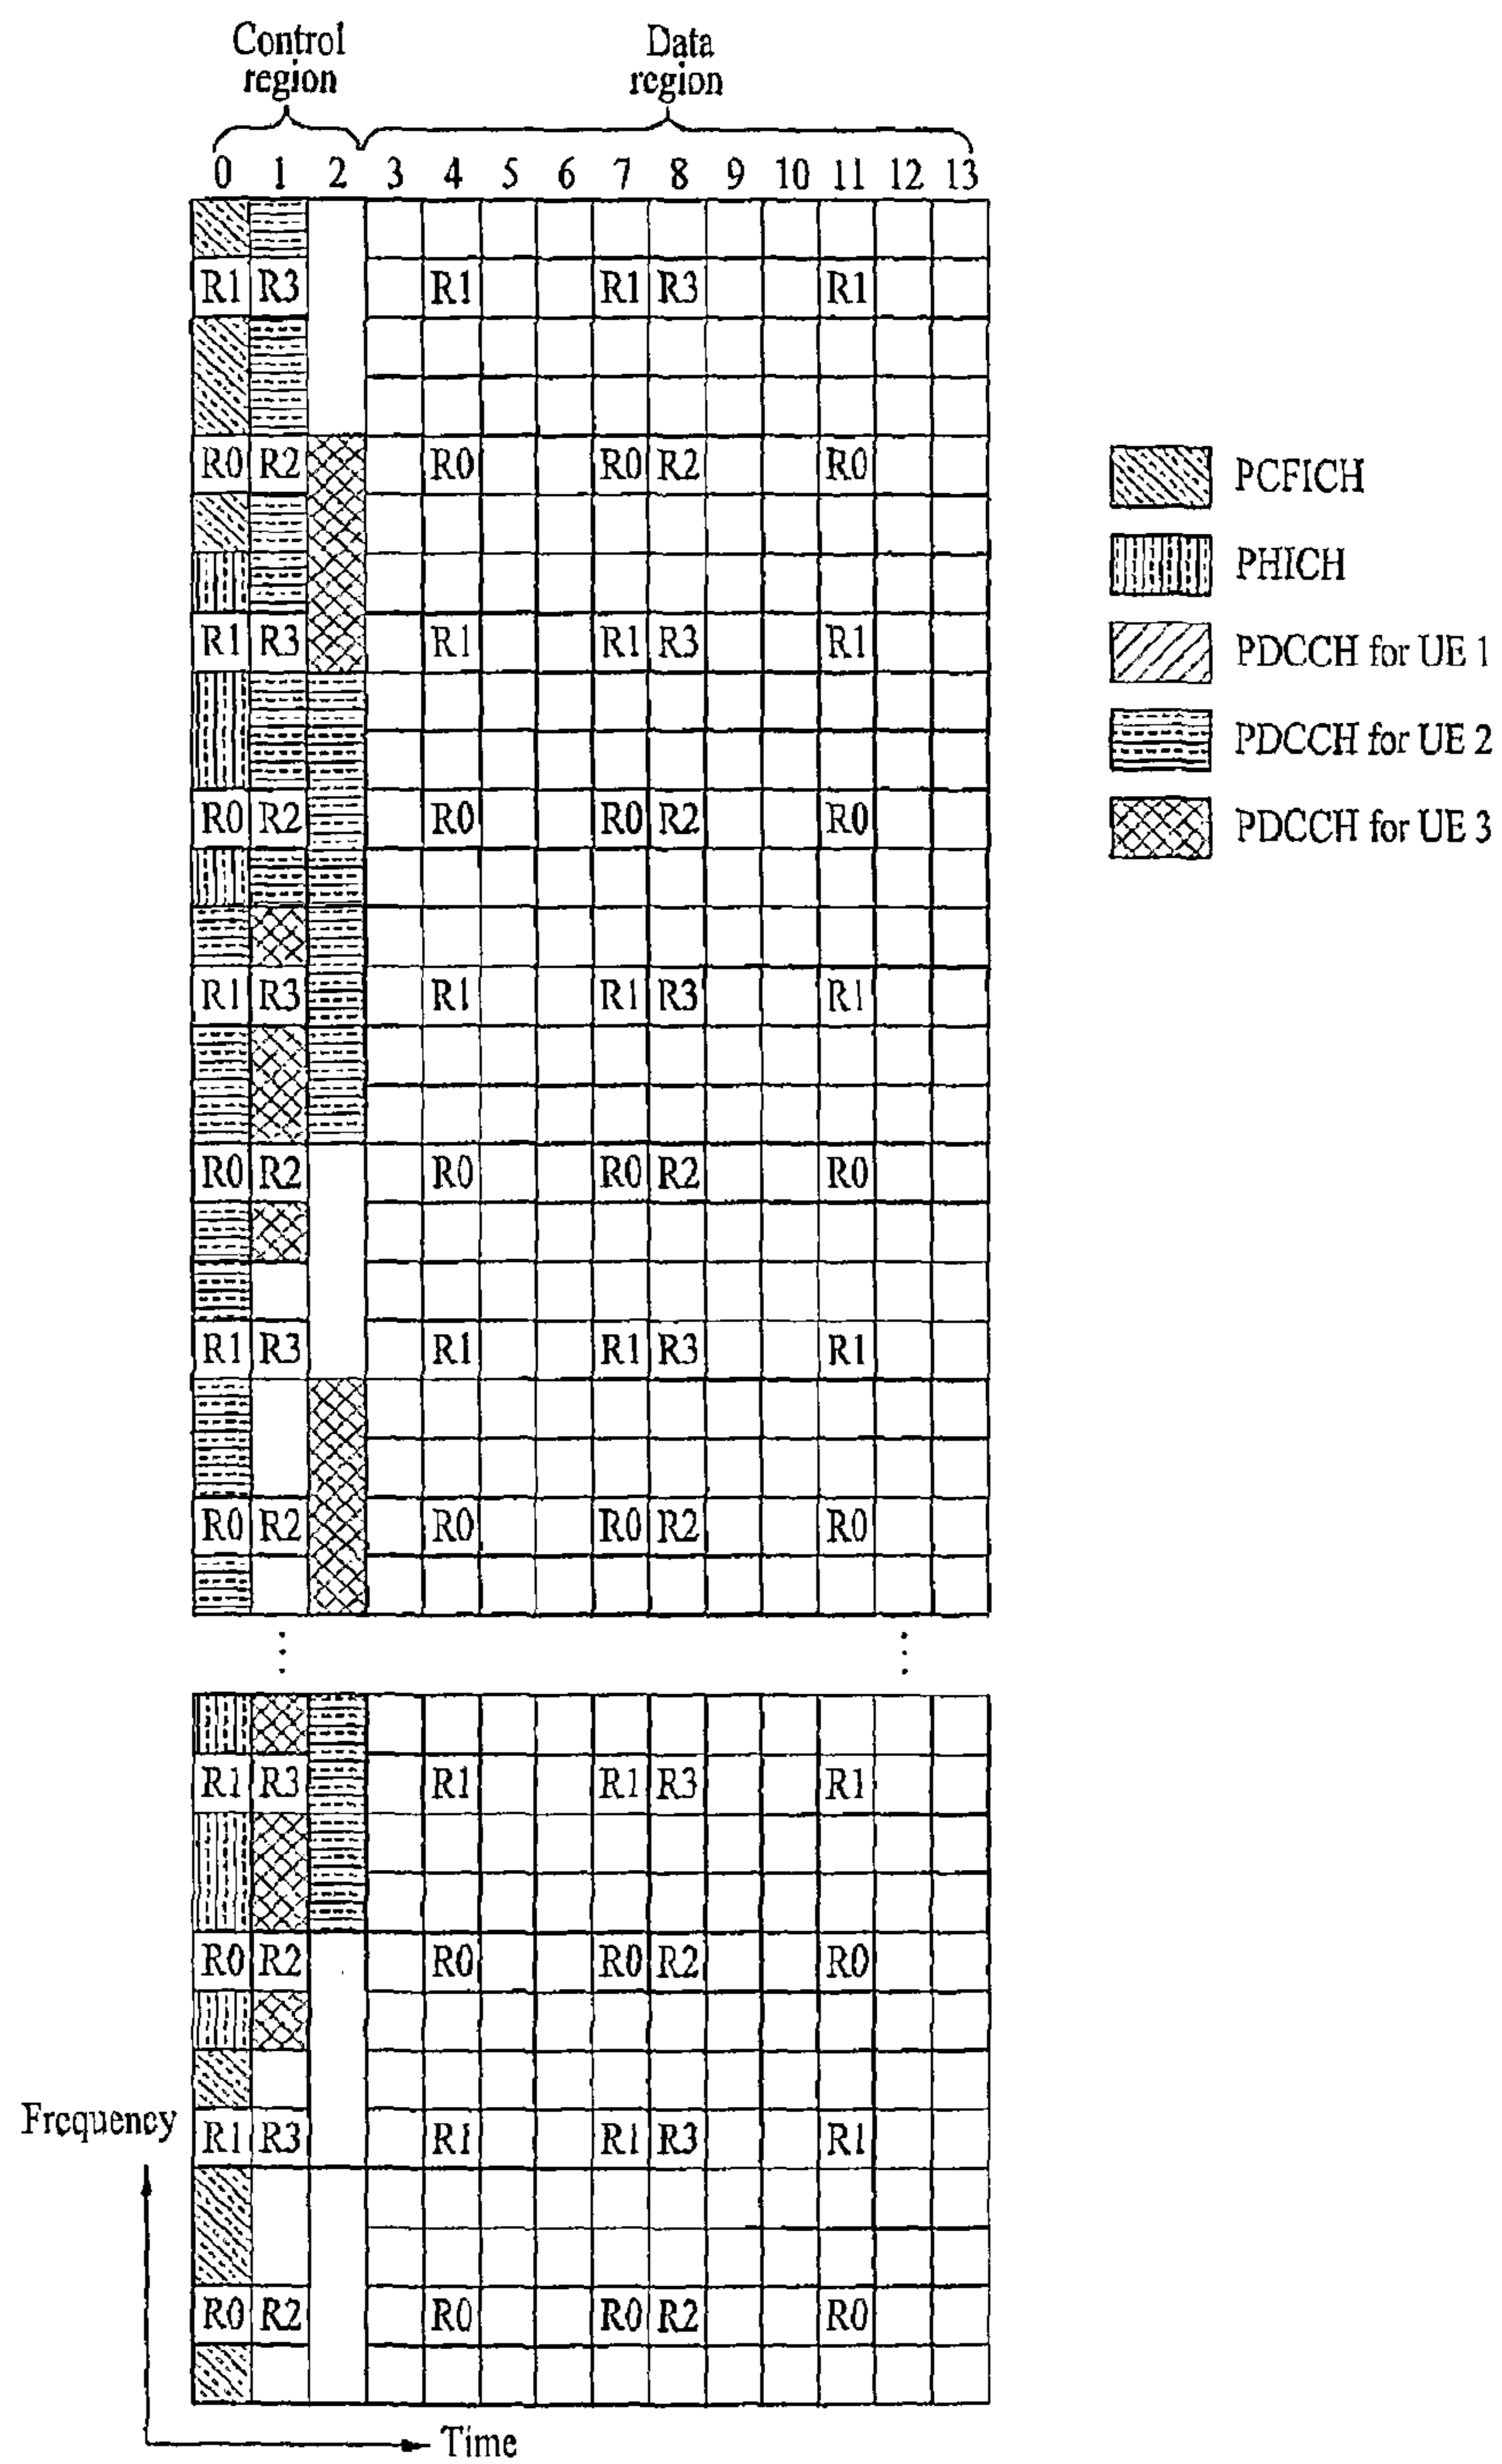 Control region
Data region
0 1 2 3 4 5 6 7 8 9 10 11 12 13
R1 R3 R1 R1 R3 R1
R0 R2 R0 R0 R2 R0
R1 R3 R1 R1 R3 R1
R0 R2 R0 R0 R2 R0
R1 R3 R1 R1 R3 R1
R0 R2 R0 R0 R2 R0
R1 R3 R1 R1 R3 R1
R0 R2 R0 R0 R2 R0
R1 R3 R1 R1 R3 R1
R0 R2 R0 R0 R2 R0
R1 R3 R1 R1 R3 R1
R0 R2 R0 R0 R2 R0
PCFICH
PHICH
PDCCH for UE 1
PDCCH for UE 2
PDCCH for UE 3
Frequency
Time